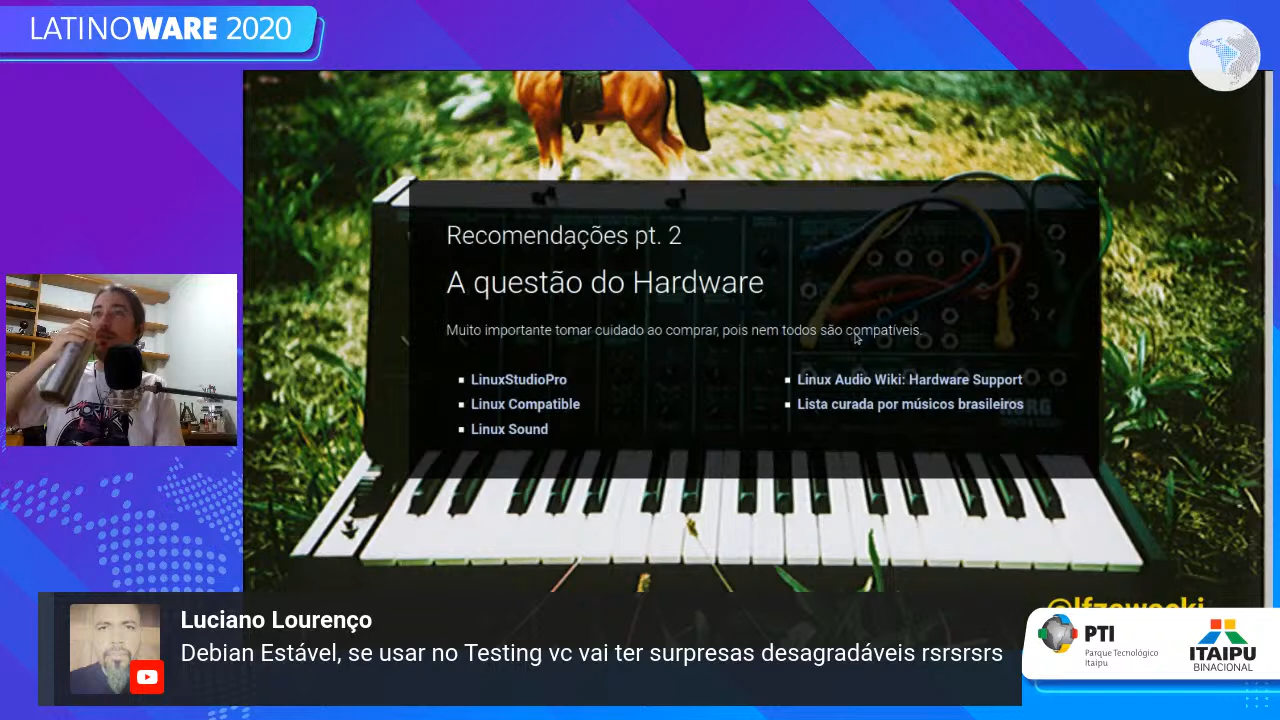 LATINOWARE 2020
Recomendações pt. 2
A questão do Hardware
Muito importante tomar cuidado ao comprar, pois nem todos são compatíveis.
LinuxStudioPro
Linux Compatible
Linux Sound
Linux Audio Wiki: Hardware Support
Lista curada por músicos brasileiros
Luciano Lourenço
Debian Estável, se usar no Testing vc vai ter surpresas desagradáveis rsrsrsrs
PTI
Parque Tecnológico
Itaipu
ITAIPU
BINACIONAL